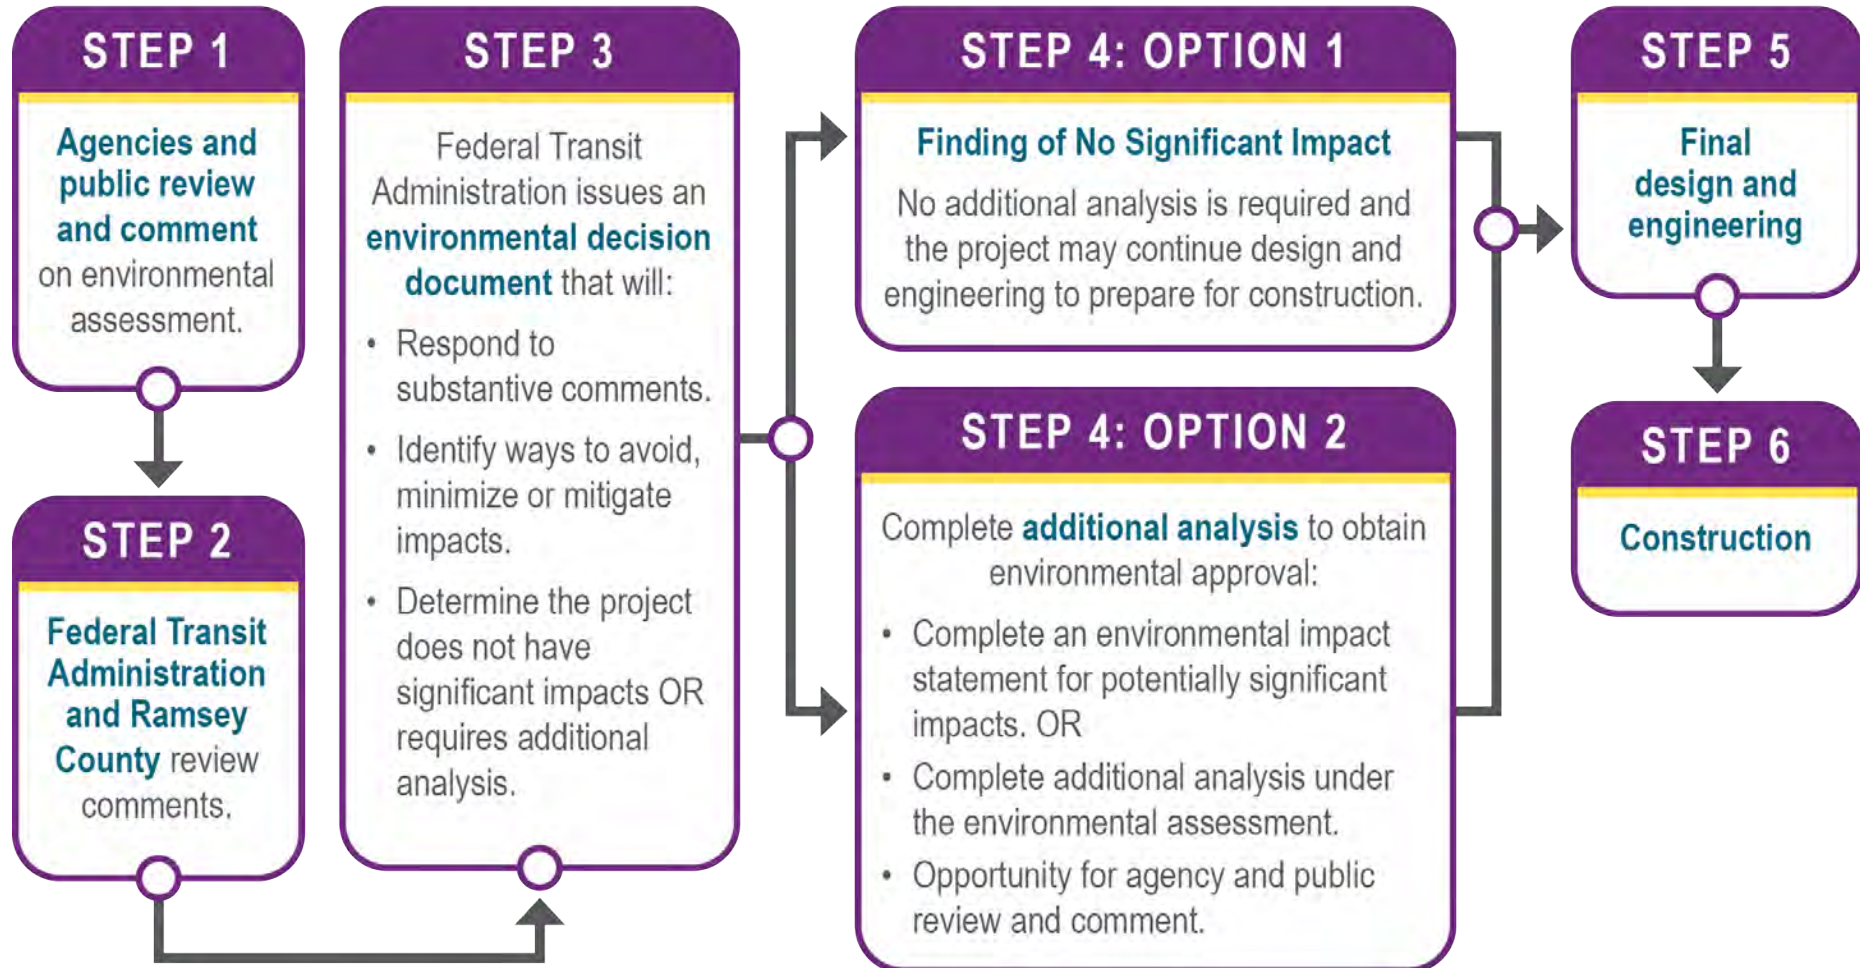 STEP 1
Agencies and
public review
and comment
on environmental
assessment.
STEP 2
Federal Transit
Administration
and Ramsey
County review
comments.
STEP 3
Federal Transit
Administration issues an
environmental decision
document that will:
• Respond to
substantive comments.
• Identify ways to avoid,
minimize or mitigate
impacts.
• Determine the project
does not have
significant impacts OR
requires additional
analysis.
STEP 4: OPTION 1
Finding of No Significant Impact
No additional analysis is required and
the project may continue design and
engineering to prepare for construction.
STEP 4: OPTION 2
Complete additional analysis to obtain
environmental approval:
• Complete an environmental impact
statement for potentially significant
impacts. OR
• Complete additional analysis under
the environmental assessment.
• Opportunity for agency and public
review and comment.
STEP 5
Final
design and
engineering
STEP 6
Construction